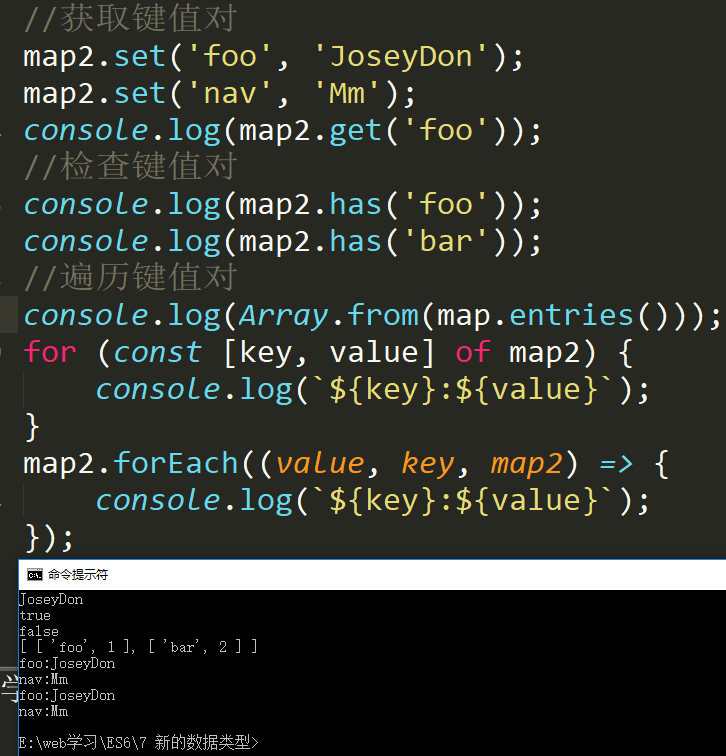 //获取键值对
map2.set('foo', 'JoseyDon');
map2.set('nav', 'Mm');
console.log(map2.get('foo'));
//检查键值对
console.log(map2.has('foo'));
console.log(map2.has('bar'));
//遍历键值对
console.log(Array.from(map.entries()));
for (const [key, value] of map2) {
    console.log(`${key}:${value}`);
}
map2.forEach((value, key, map2) => {
    console.log(`${key}:${value}`);
});
命令提示符
JoseyDon
true
false
[ [ 'foo', 1 ], [ 'bar', 2 ] ]
foo:JoseyDon
nav:Mm
foo:JoseyDon
nav:Mm
E:\web学习\ES6\7 新的数据类型>